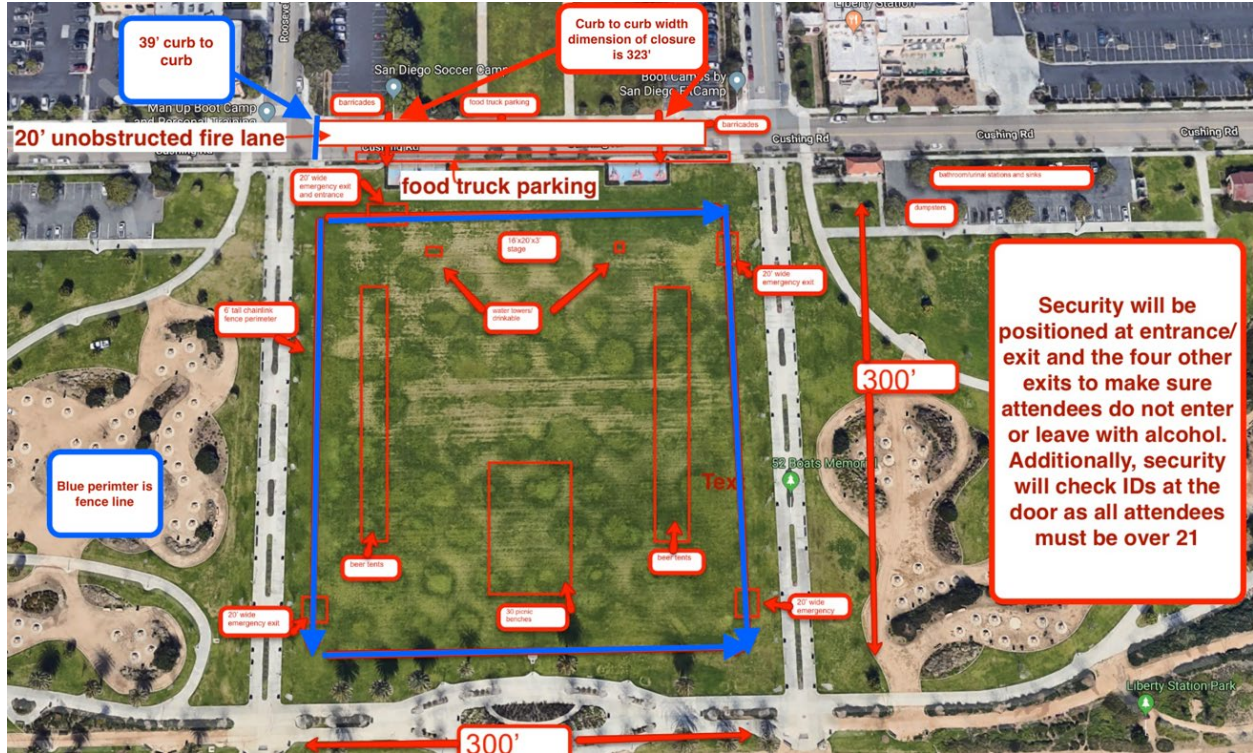 Roosevel
Liberty Station
39' curb to
curb
Curb to curb width
dimension of closure
is 323'
San Diego Soccer Camp
Boot Camps by
San Diego FitCamp
Man Up Boot Camp
and Personal Training
barricades
food truck parking
barricades
20' unobstructed fire lane
Cushing Rd
Cushing Rd
Cushing Rd
Cushing Rd
Cushing Rd
20' wide
emergency exit
and entrance
food truck parking
bathroom/urinal stations and sinks
dumpsters
16'x20'x3'
stage
20' wide
emergency exit
6' tall chainlink
fence perimeter
water towers/
drinkable
300'
Security will be
positioned at entrance/
exit and the four other
exits to make sure
attendees do not enter
or leave with alcohol.
Additionally, security
will check IDs at the
door as all attendees
must be over 21
Blue perimter is
fence line
52 Boats Memorial
Tex
beer tents
beer tents
20' wide
emergency exit
30 picnic
benches
20' wide
emergency
Liberty Station Park
300'